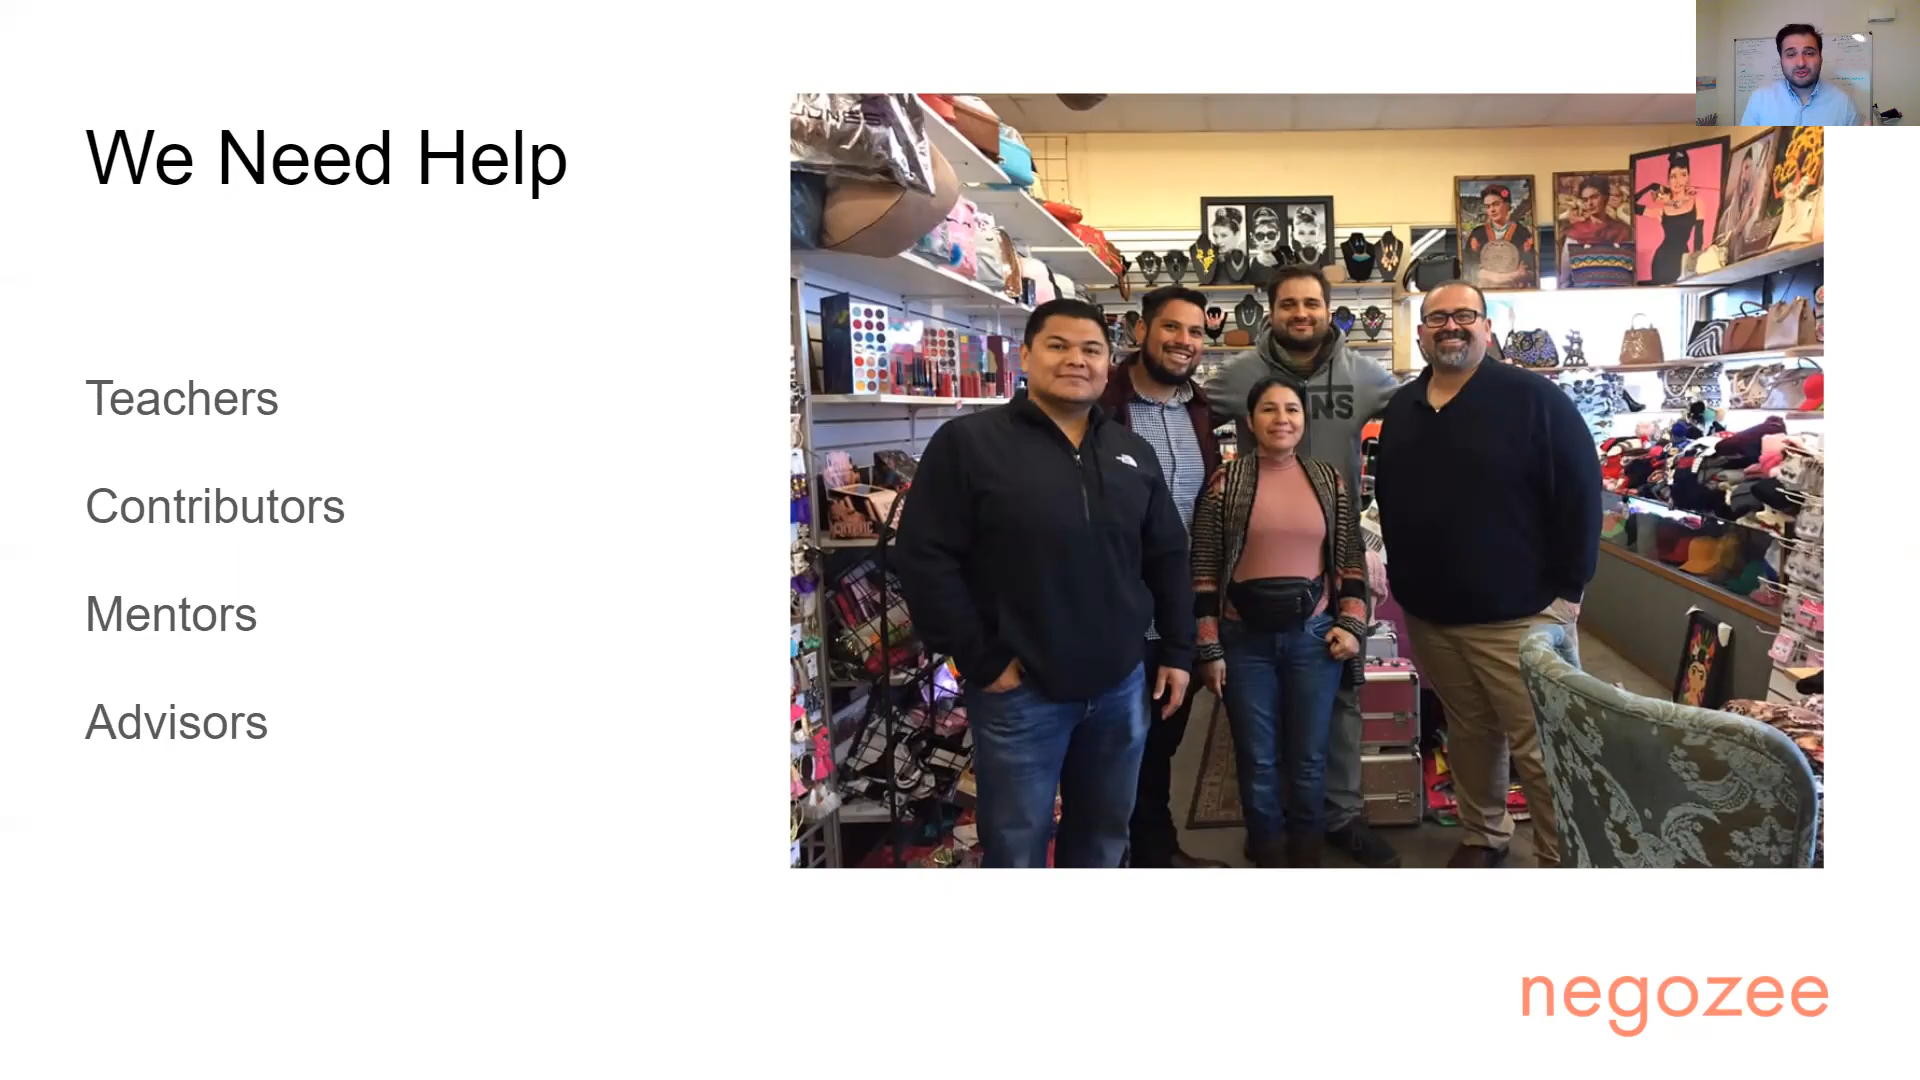 We Need Help
Teachers
Contributors
Mentors
Advisors
negozee